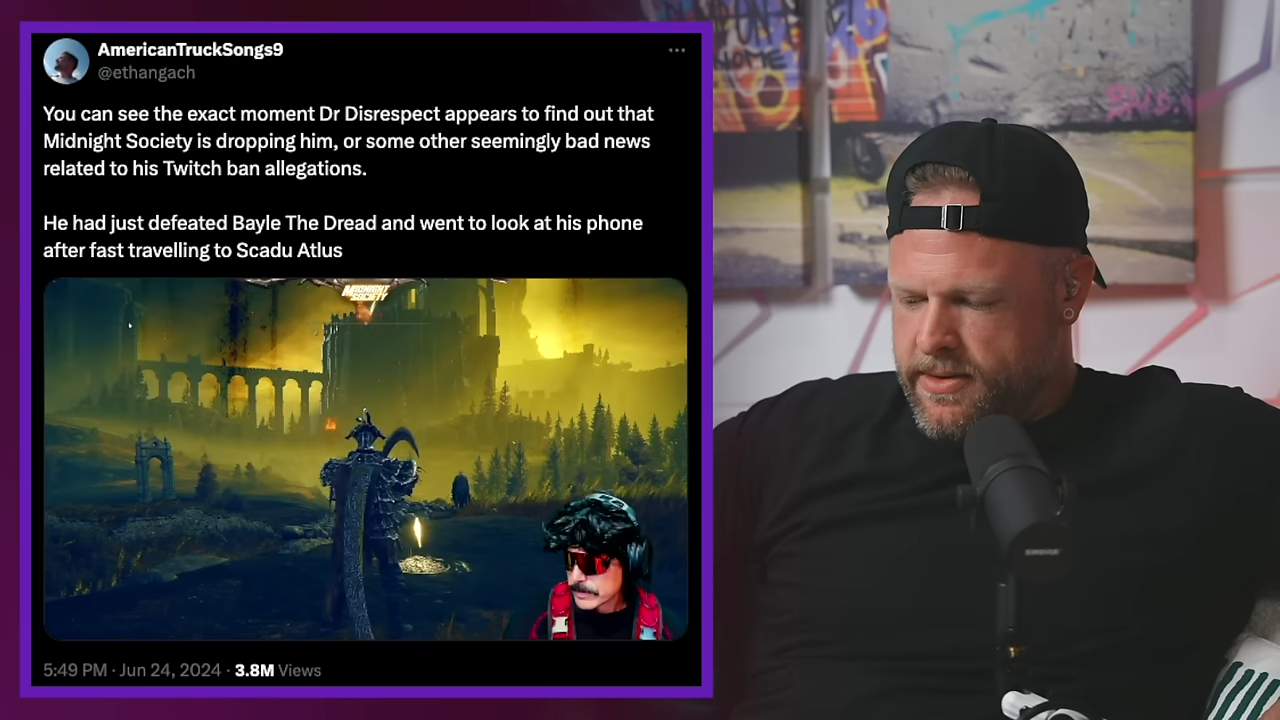 AmericanTruckSongs9
@ethangach
You can see the exact moment Dr Disrespect appears to find out that
Midnight Society is dropping him, or some other seemingly bad news
related to his Twitch ban allegations.
He had just defeated Bayle The Dread and went to look at his phone
after fast travelling to Scadu Atlus
MIDNIGHT
SOCIETY
5:49 PM · Jun 24, 2024 · 3.8M Views